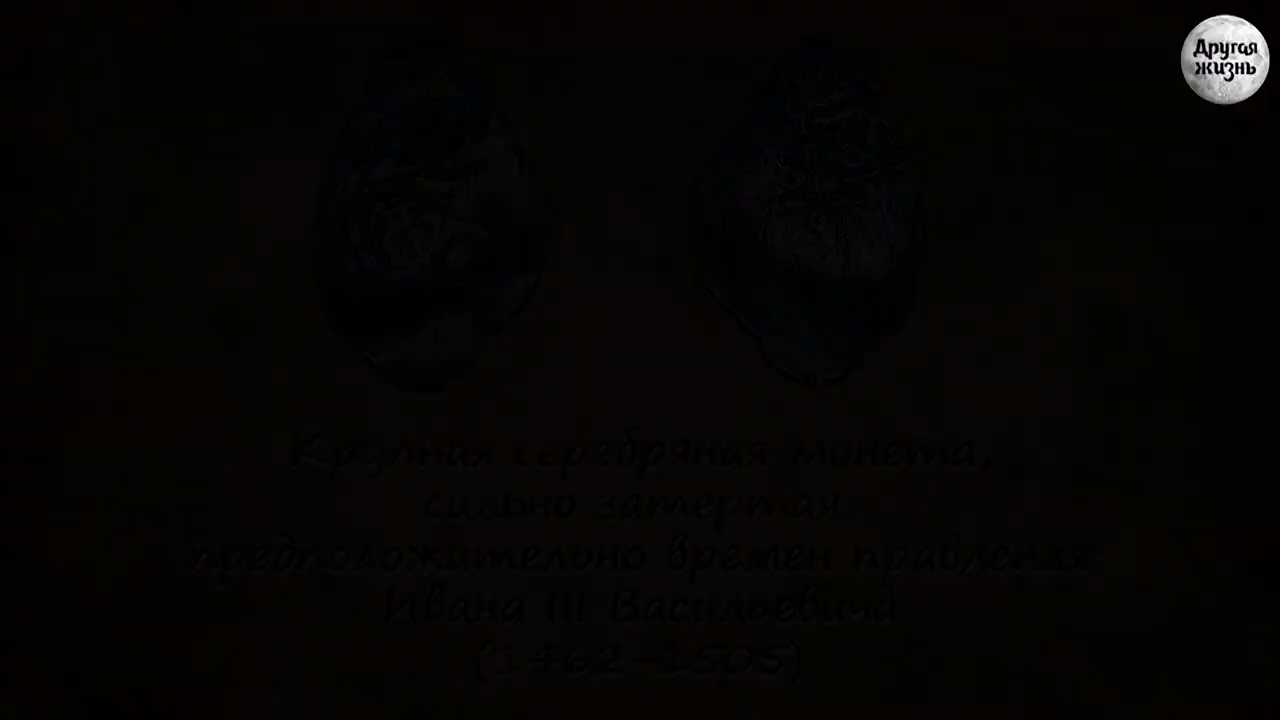 Другая
жизнь
Крупная серебряная монета,
сильно затертая,
предположительно времен правления
Ивана III Васильевича
(1462-1505)